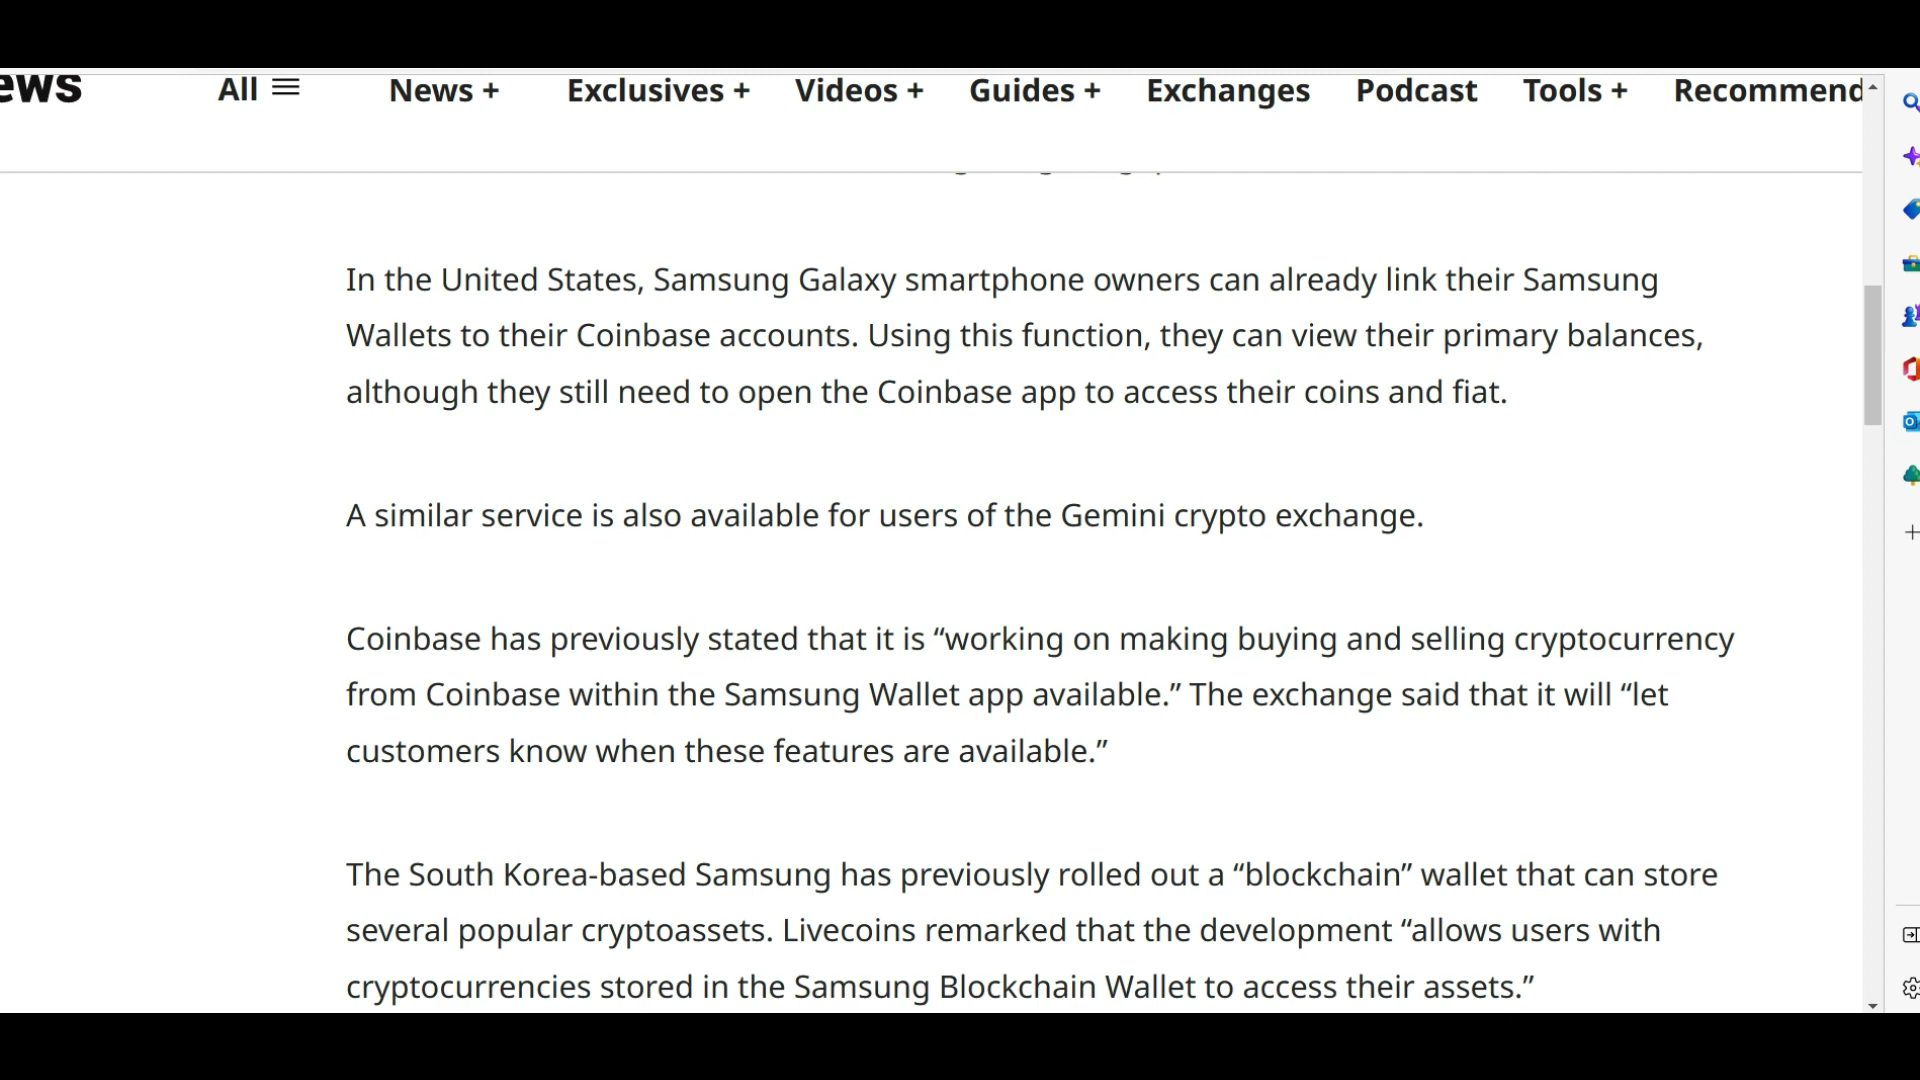 ews
All
News +
Exclusives +
Videos +
Guides +
Exchanges
Podcast
Tools +
Recommend
In the United States, Samsung Galaxy smartphone owners can already link their Samsung
Wallets to their Coinbase accounts. Using this function, they can view their primary balances,
although they still need to open the Coinbase app to access their coins and fiat.
A similar service is also available for users of the Gemini crypto exchange.
Coinbase has previously stated that it is “working on making buying and selling cryptocurrency
from Coinbase within the Samsung Wallet app available.” The exchange said that it will “let
customers know when these features are available.”
The South Korea-based Samsung has previously rolled out a “blockchain” wallet that can store
several popular cryptoassets. Livecoins remarked that the development “allows users with
cryptocurrencies stored in the Samsung Blockchain Wallet to access their assets.”